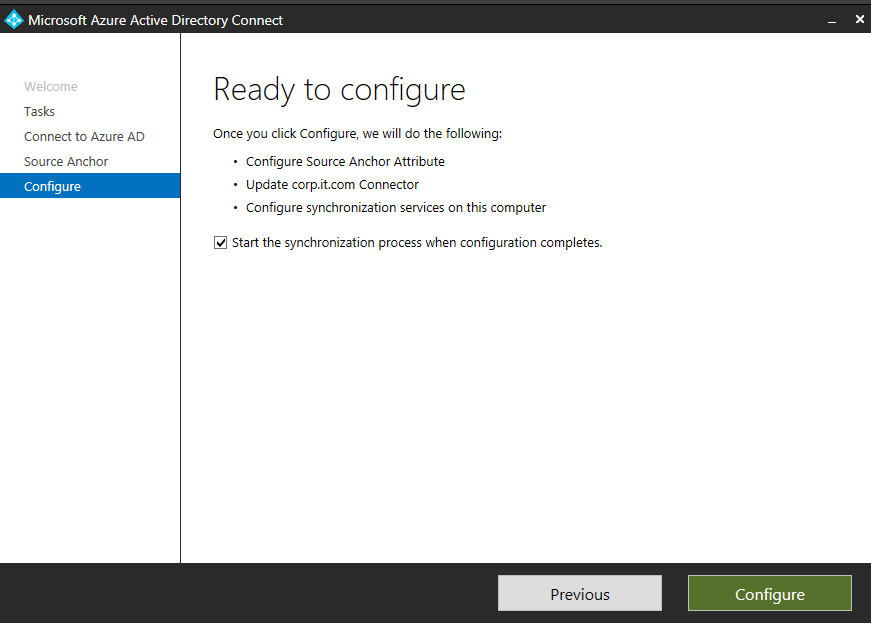 Microsoft Azure Active Directory Connect
Welcome
Tasks
Connect to Azure AD
Source Anchor
Configure
Ready to configure
Once you click Configure, we will do the following:
• Configure Source Anchor Attribute
• Update corp.it.com Connector
• Configure synchronization services on this computer
Start the synchronization process when configuration completes.
Previous
Configure